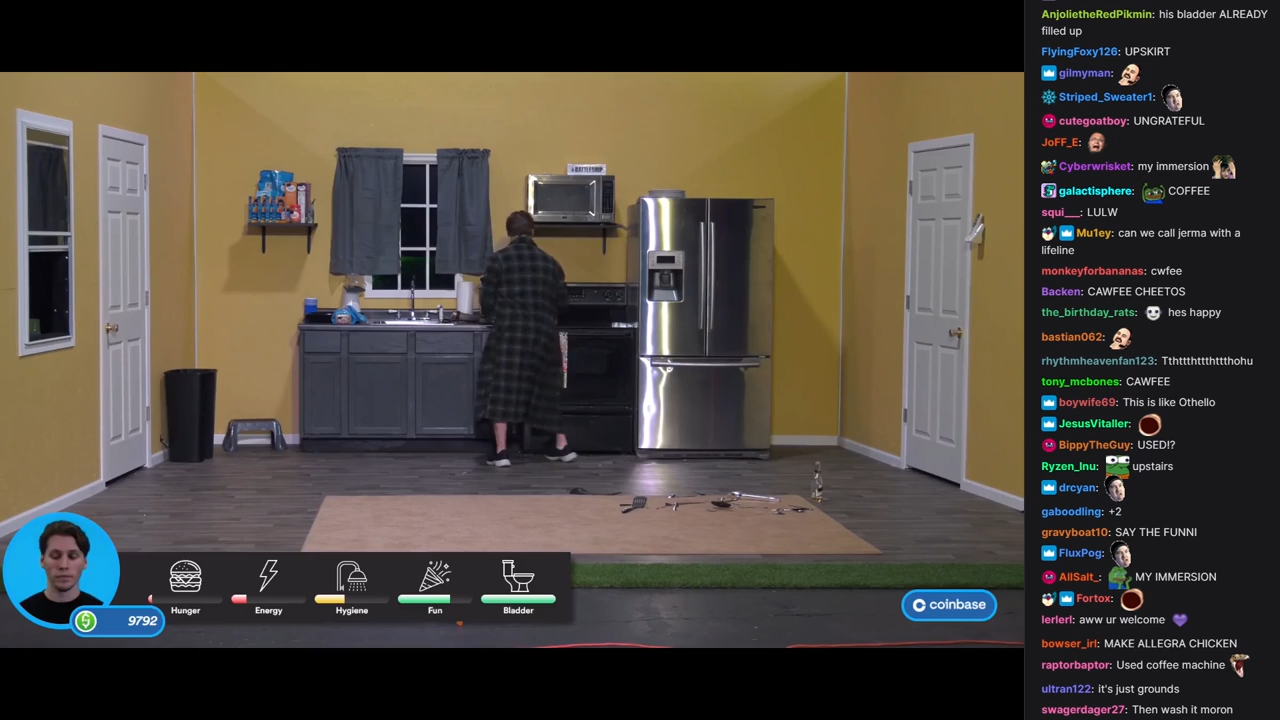 AnjolietheRedPikmin: his bladder ALREADY
filled up
FlyingFoxy126: UPSKIRT
gilmyman:
Striped_Sweater1:
cutegoatboy: UNGRATEFUL
JoFF_E:
Cyberwrisket: my immersion
galactisphere: COFFEE
squi___: LULW
Mu1ey: can we call jerma with a
lifeline
monkeyforbananas: cwfee
Backen: CAWFEE CHEETOS
the_birthday_rats: hes happy
bastian062:
rhythmheavenfan123: Tthttthttthttthohu
tony_mcbones: CAWFEE
boywife69: This is like Othello
JesusVitaller:
BippyTheGuy: USED!?
Ryzen_Inu: upstairs
drcyan:
gaboodling: +2
gravyboat10: SAY THE FUNNI
FluxPog:
AllSalt_: MY IMMERSION
Fortox:
lerlerl: aww ur welcome
bowser_irl: MAKE ALLEGRA CHICKEN
raptorbaptor: Used coffee machine
ultran122: it's just grounds
swagerdager27: Then wash it moron
BATTLESHIP
Hunger
Energy
Hygiene
Fun
Bladder
9792
coinbase